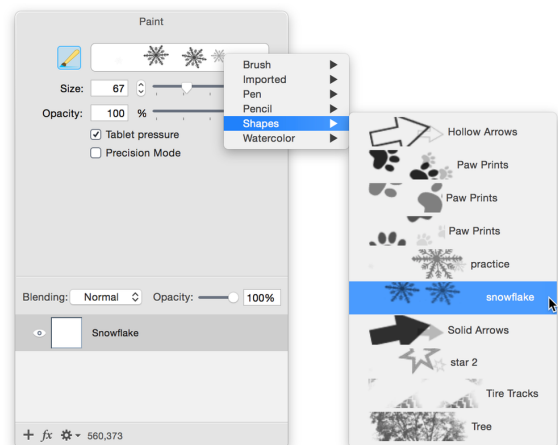 Paint
Size: 67
Opacity: 100 %
Tablet pressure
Precision Mode
Brush
Imported
Pen
Pencil
Shapes
Watercolor
Hollow Arrows
Paw Prints
Paw Prints
Paw Prints
practice
snowflake
Solid Arrows
star 2
Tire Tracks
Tree
Blending: Normal Opacity: 100%
Snowflake
+ fx 560,373